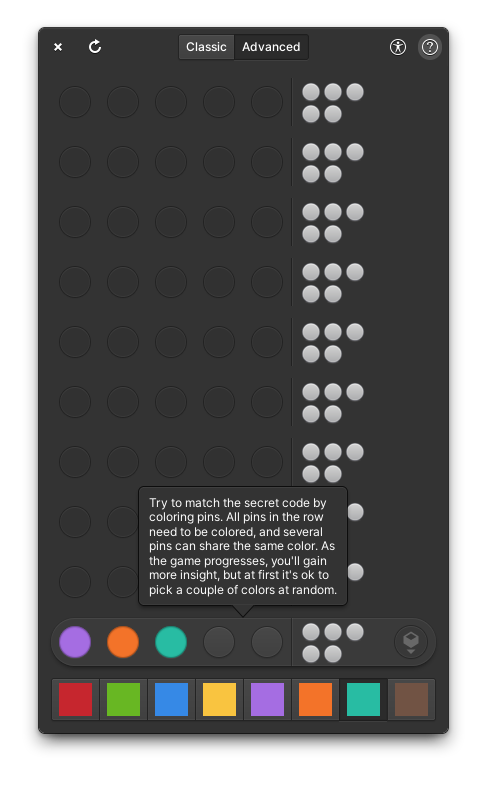 Classic Advanced
Try to match the secret code by
coloring pins. All pins in the row
need to be colored, and several
pins can share the same color. As
the game progresses, you'll gain
more insight, but at first it's ok to
pick a couple of colors at random.